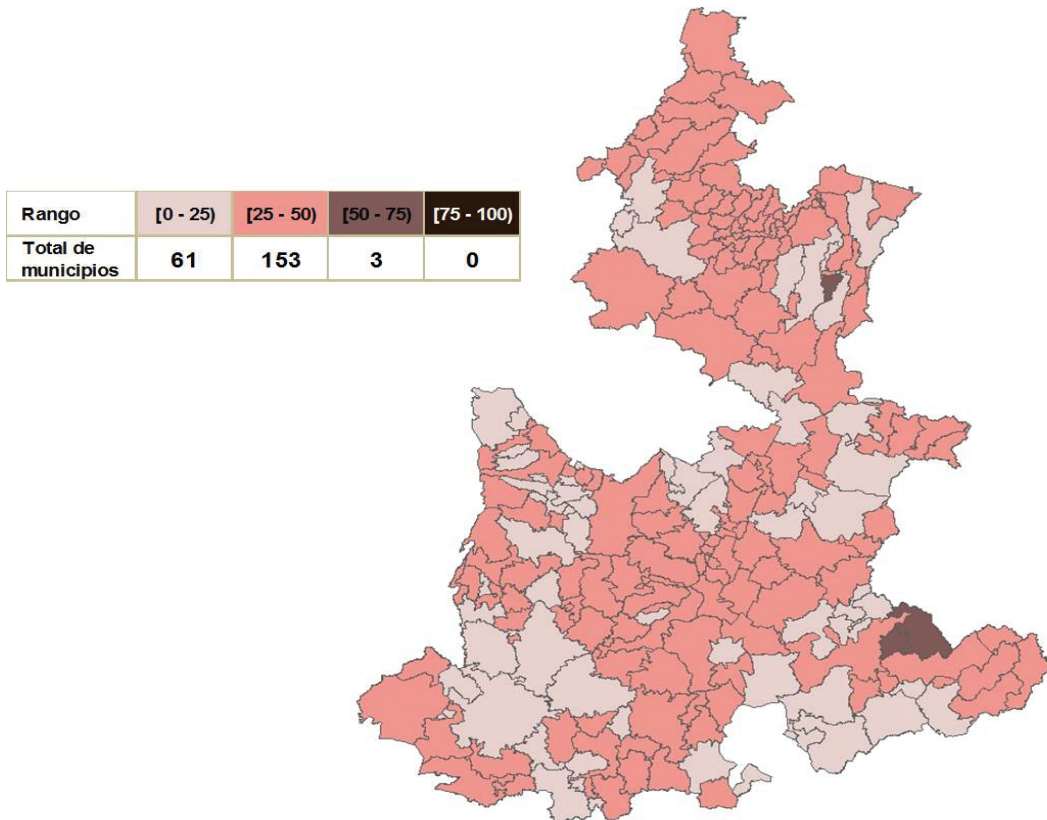 Rango [0 - 25) [25 - 50) [50 - 75) [75 - 100)
Total de
municipios 61 153 3 0